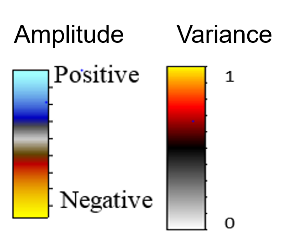 Amplitude
Variance
Positive
Negative
1
0